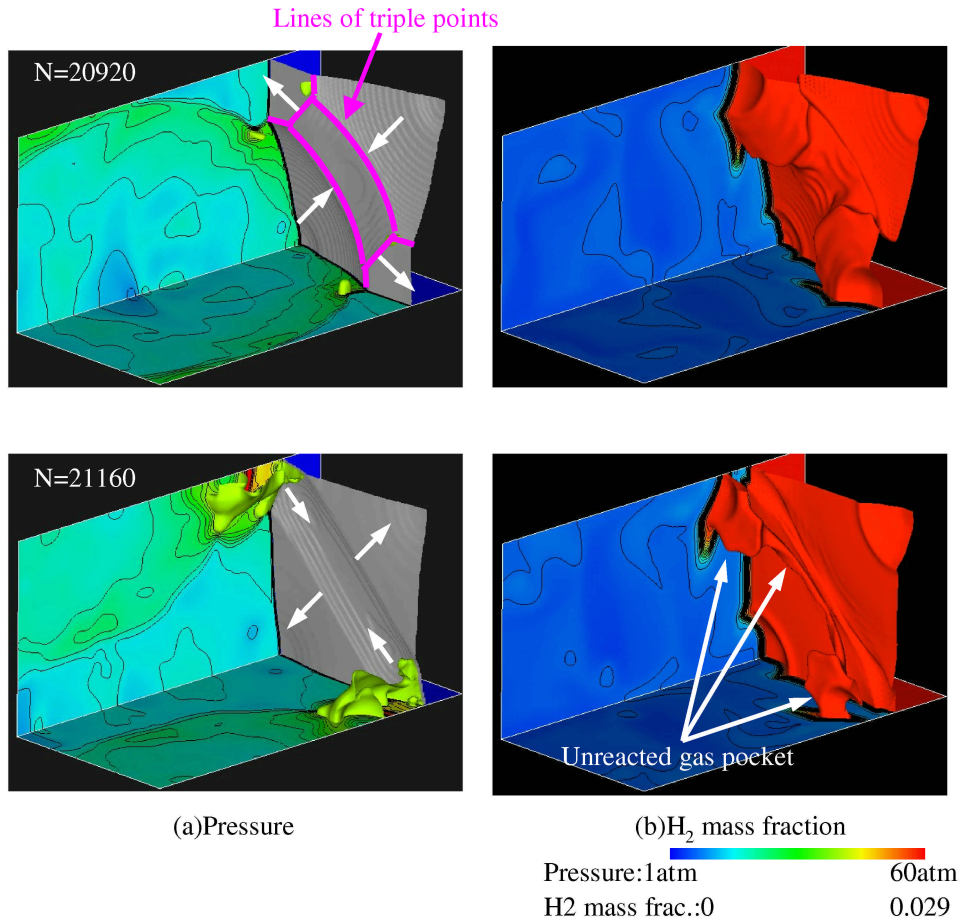 Lines of triple points
N=20920
N=21160
Unreacted gas pocket
(a)Pressure
(b)H₂ mass fraction
Pressure:1atm 60atm
H2 mass frac.:0 0.029